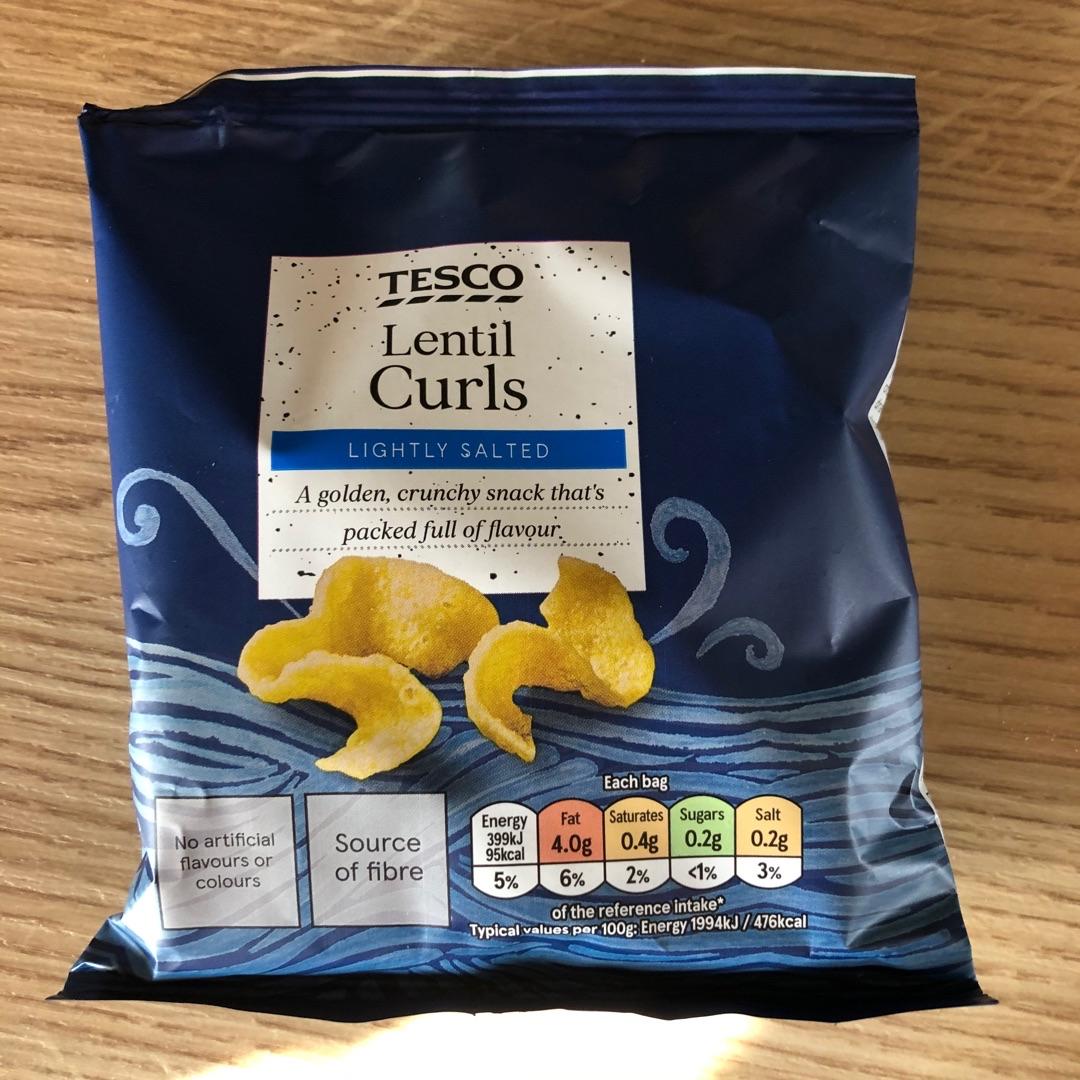 TESCO
Lentil
Curls
LIGHTLY SALTED
A golden, crunchy snack that's
packed full of flavour
No artificial
flavours or
colours
Source
of fibre
Each bag
Energy
399kJ
95kcal
5%
Fat
4.0g
6%
Saturates
0.4g
2%
Sugars
0.2g
<1%
Salt
0.2g
3%
of the reference intake*
Typical values per 100g: Energy 1994kJ / 476kcal